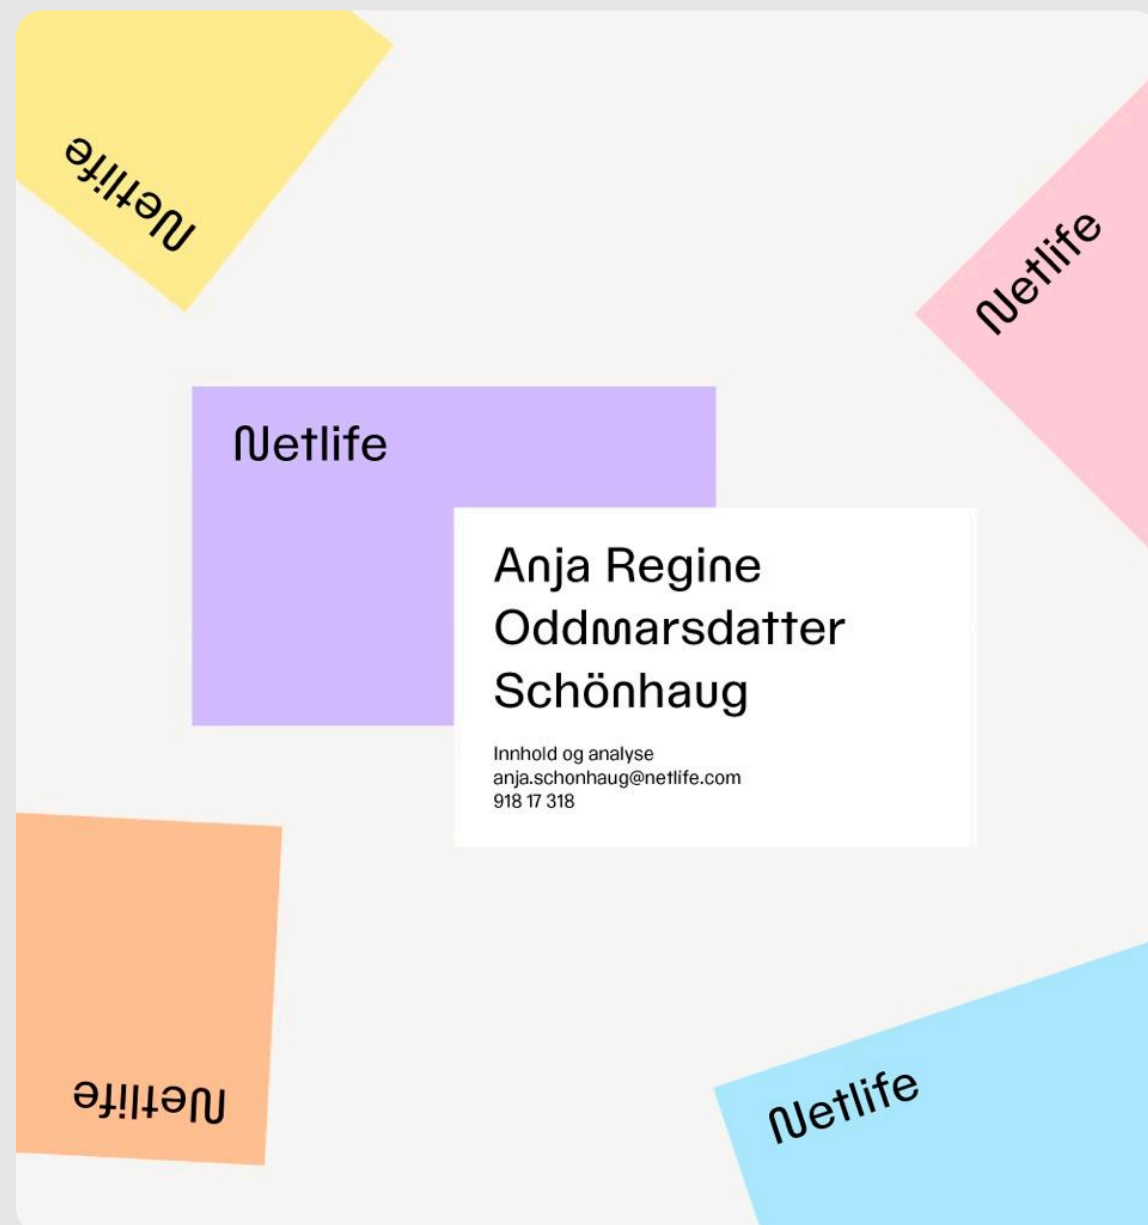 Netlife
Netlife
Netlife
Anja Regine
Oddmarsdatter
Schönhaug
Innhold og analyse
anja.schonhaug@netlife.com
918 17 318
Netlife
Netlife